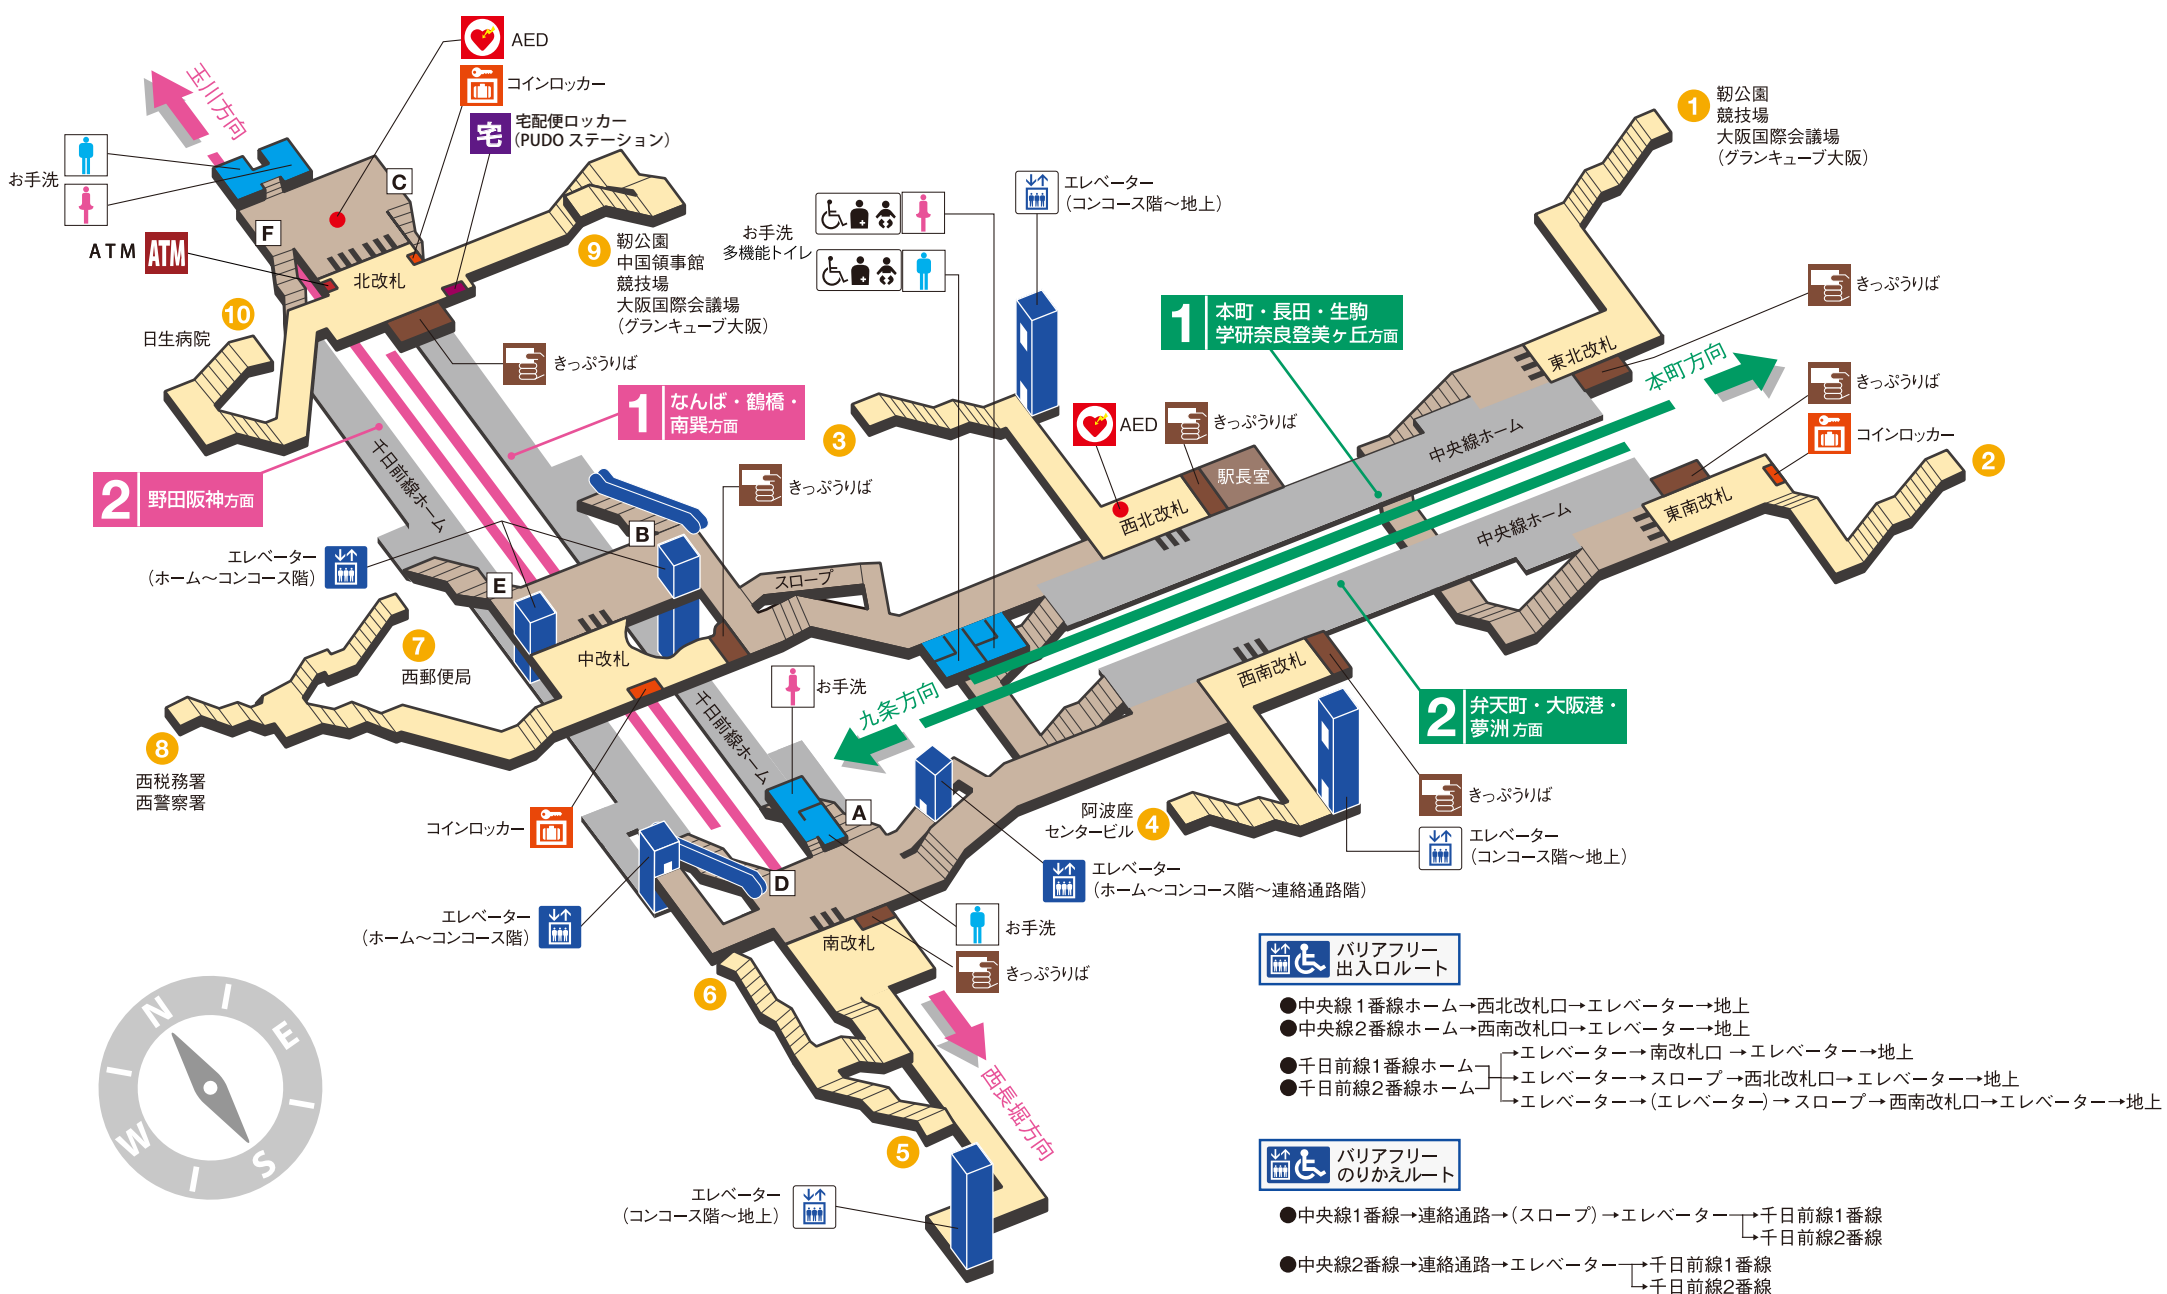 AED
コインロッカー
宅
宅配便ロッカー
(PUDO ステーション)
玉川方向
お手洗
ATM
ATM
C
F
北改札
きっぷうりば
9
靭公園
中国領事館
競技場
大阪国際会議場
(グランキューブ大阪)
10
日生病院
1
なんば・鶴橋・
南巽方面
2
野田阪神方面
千日前線ホーム
エレベーター
(ホーム〜コンコース階)
B
E
きっぷうりば
スロープ
中改札
7
西郵便局
8
西税務署
西警察署
コインロッカー
千日前線ホーム
お手洗
A
D
エレベーター
(ホーム〜コンコース階)
南改札
お手洗
きっぷうりば
6
5
西長堀方向
エレベーター
(コンコース階〜地上)
エレベーター
(ホーム〜コンコース階〜連絡通路階)
お手洗
多機能トイレ
エレベーター
(コンコース階〜地上)
3
AED
きっぷうりば
駅長室
西北改札
1
本町・長田・生駒
学研奈良登美ヶ丘方面
中央線ホーム
1
靭公園
競技場
大阪国際会議場
(グランキューブ大阪)
東北改札
きっぷうりば
本町方向
きっぷうりば
コインロッカー
2
東南改札
中央線ホーム
九条方向
西南改札
2
弁天町・大阪港・
夢洲方面
きっぷうりば
エレベーター
(コンコース階〜地上)
阿波座
センタービル
4
N
I
E
I
S
I
W
I
バリアフリー
出入口ルート
●中央線1番線ホーム→西北改札口→エレベーター→地上
●中央線2番線ホーム→西南改札口→エレベーター→地上
●千日前線1番線ホーム
●千日前線2番線ホーム
→エレベーター→南改札口→エレベーター→地上
→エレベーター→スロープ→西北改札口→エレベーター→地上
→エレベーター→(エレベーター)→スロープ→西南改札口→エレベーター→地上
バリアフリー
のりかえルート
●中央線1番線→連絡通路→(スロープ)→エレベーター→千日前線1番線
→千日前線2番線
●中央線2番線→連絡通路→エレベーター→千日前線1番線
→千日前線2番線